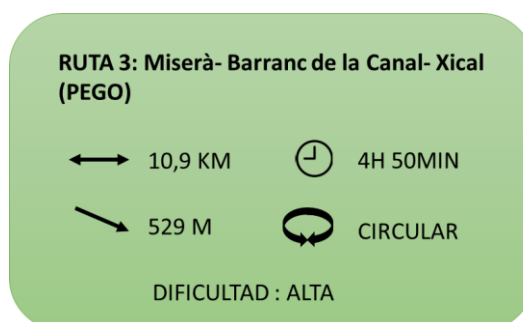 RUTA 3: Miserà- Barranc de la Canal- Xical
(PEGO)
10,9 KM
4H 50MIN
529 M
CIRCULAR
DIFICULTAD : ALTA